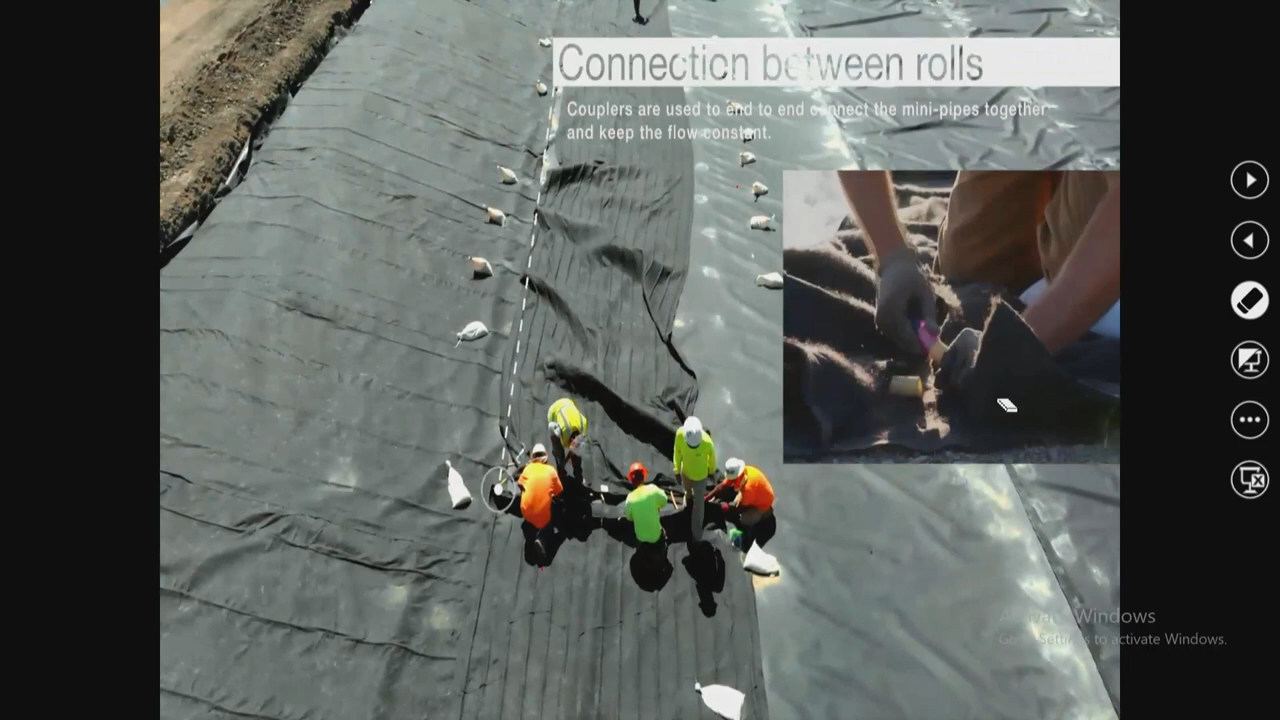 Connection between rolls
Couplers are used to end to end connect the mini-pipes together
and keep the flow constant.
Activate Windows
Go to Settings to activate Windows.